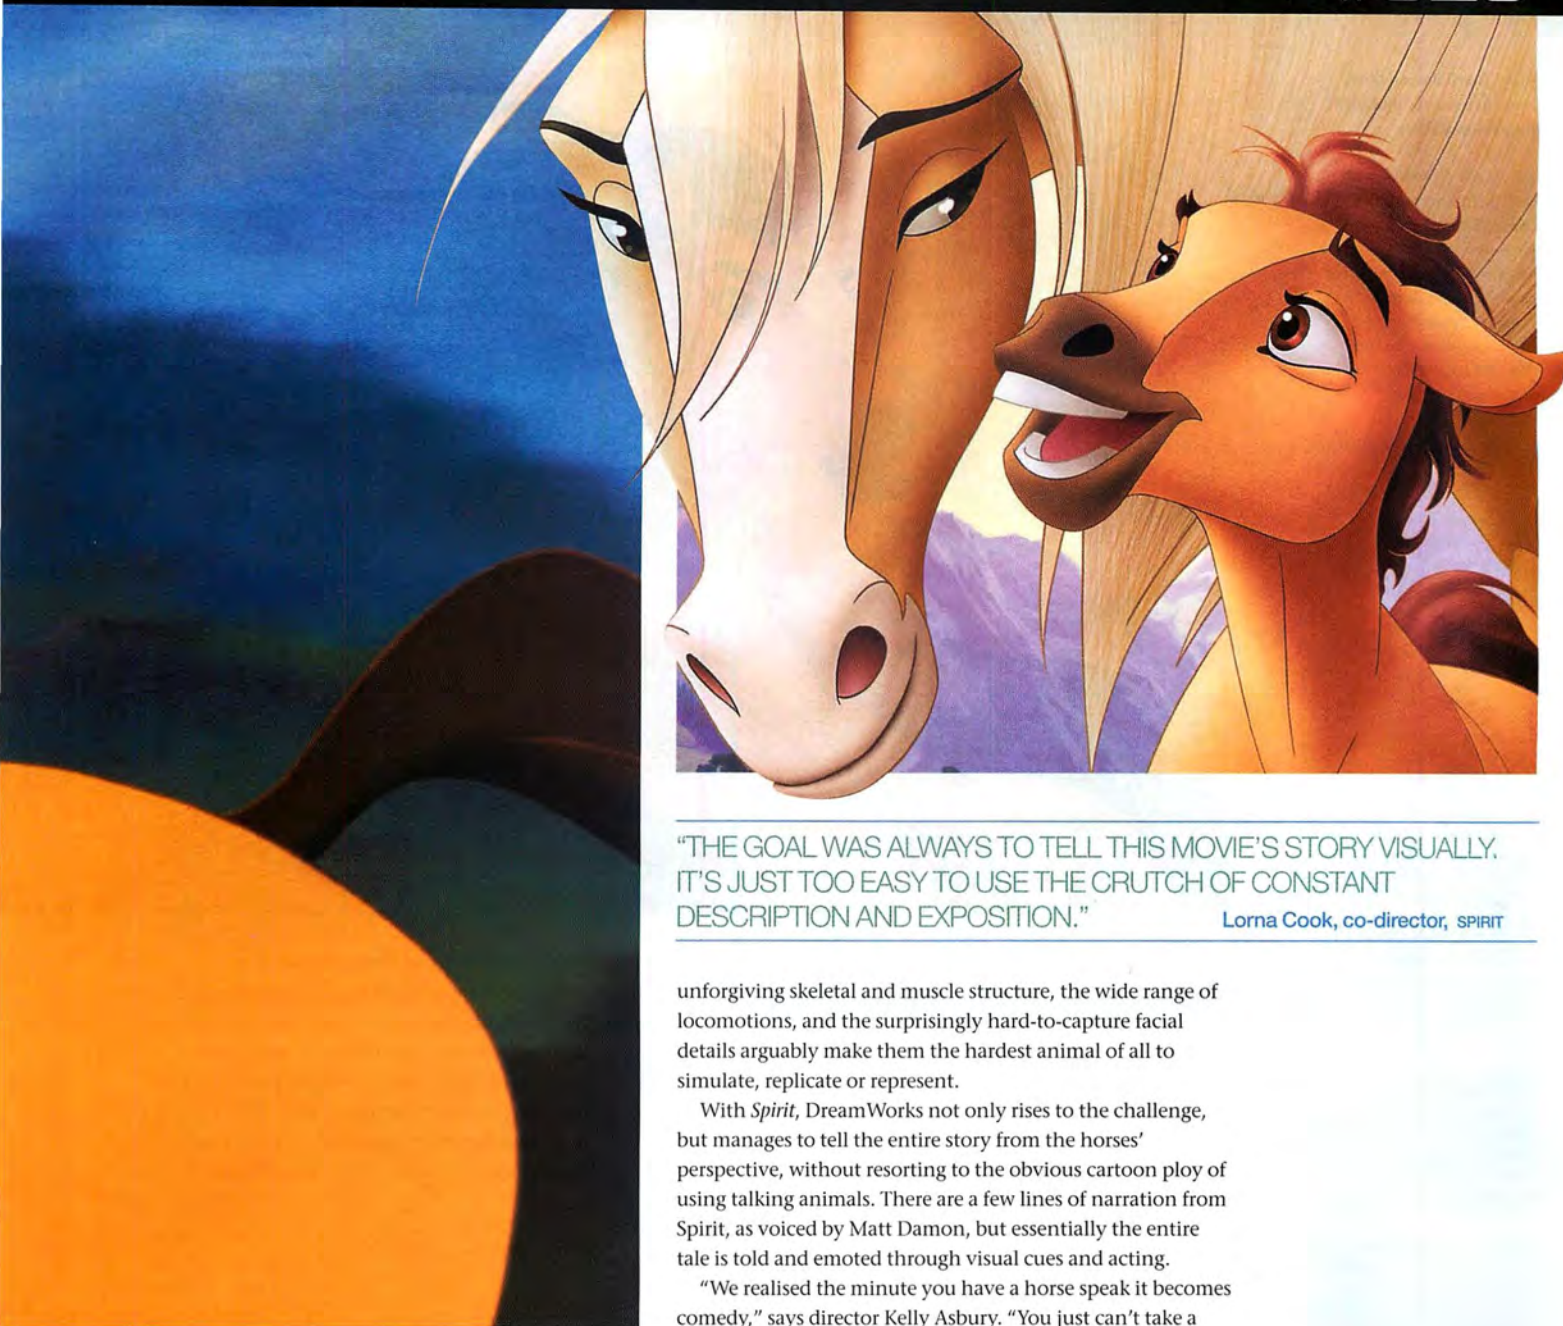 "THE GOAL WAS ALWAYS TO TELL THIS MOVIE'S STORY VISUALLY.
IT'S JUST TOO EASY TO USE THE CRUTCH OF CONSTANT
DESCRIPTION AND EXPOSITION."
Lorna Cook, co-director, SPIRIT
unforgiving skeletal and muscle structure, the wide range of
locomotions, and the surprisingly hard-to-capture facial
details arguably make them the hardest animal of all to
simulate, replicate or represent.
With Spirit, DreamWorks not only rises to the challenge,
but manages to tell the entire story from the horses'
perspective, without resorting to the obvious cartoon ploy of
using talking animals. There are a few lines of narration from
Spirit, as voiced by Matt Damon, but essentially the entire
tale is told and emoted through visual cues and acting.
"We realised the minute you have a horse speak it becomes
comedy," says director Kelly Asbury. "You just can't take a